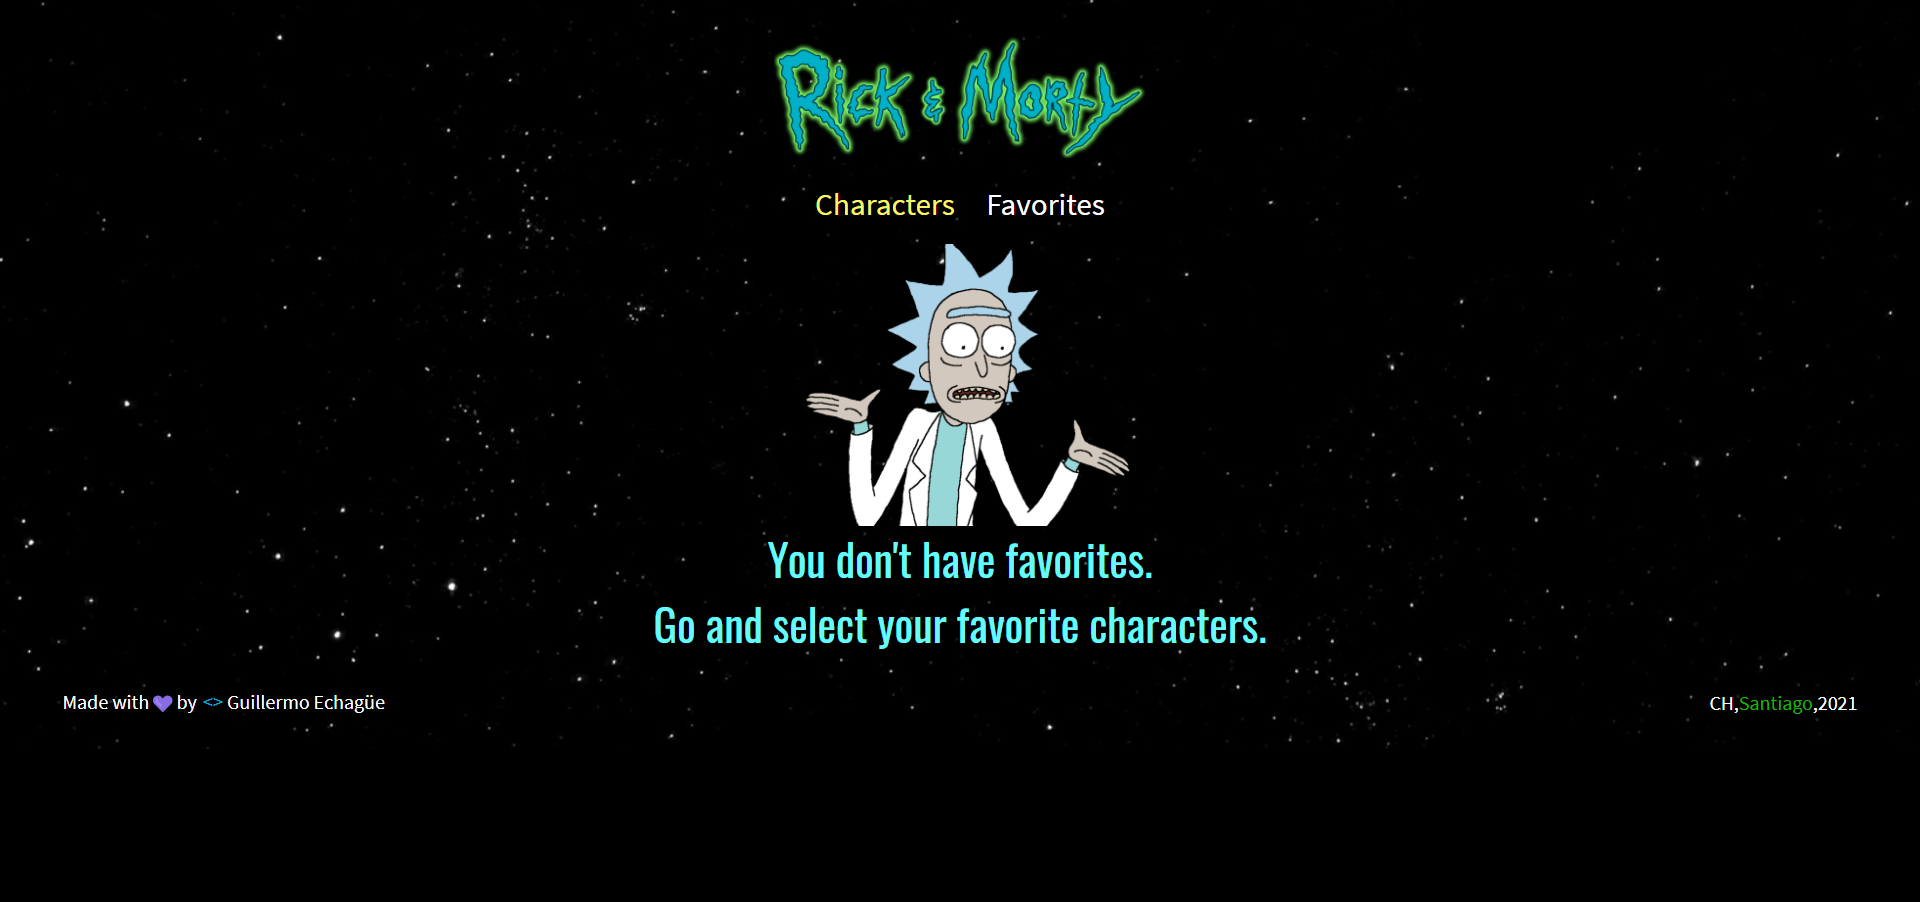 Rick & Morty
Characters Favorites
You don't have favorites.
Go and select your favorite characters.
Made with 💜 by <> Guillermo Echagüe
CH,Santiago,2021